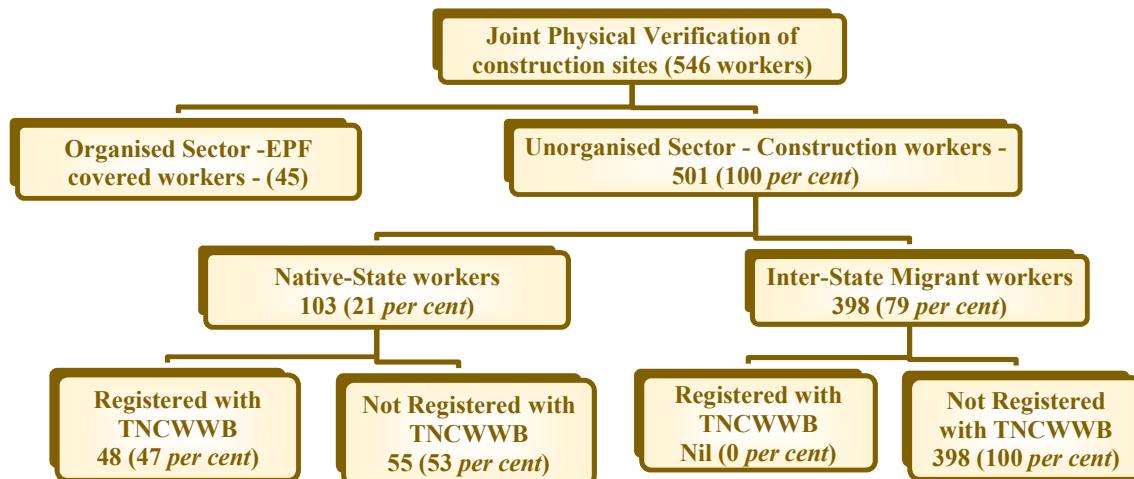 Joint Physical Verification of
construction sites (546 workers)
Organised Sector -EPF
covered workers - (45)
Unorganised Sector - Construction workers -
501 (100 per cent)
Native-State workers
103 (21 per cent)
Inter-State Migrant workers
398 (79 per cent)
Registered with
TNCWWB
48 (47 per cent)
Not Registered with
TNCWWB
55 (53 per cent)
Registered with
TNCWWB
Nil (0 per cent)
Not Registered
with TNCWWB
398 (100 per cent)